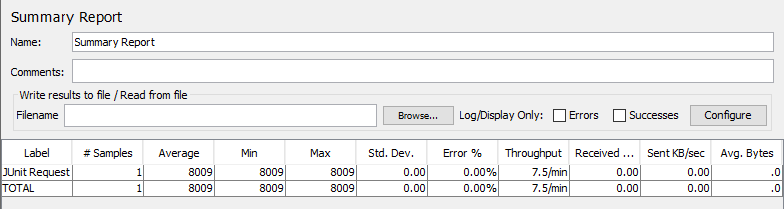 Summary Report
Name: Summary Report
Comments:
Write results to file / Read from file
Filename Browse... Log/Display Only: Errors Successes Configure
Label # Samples Average Min Max Std. Dev. Error % Throughput Received ... Sent KB/sec Avg. Bytes
JUnit Request 1 8009 8009 8009 0.00 0.00% 7.5/min 0.00 0.00 .0
TOTAL 1 8009 8009 8009 0.00 0.00% 7.5/min 0.00 0.00 .0